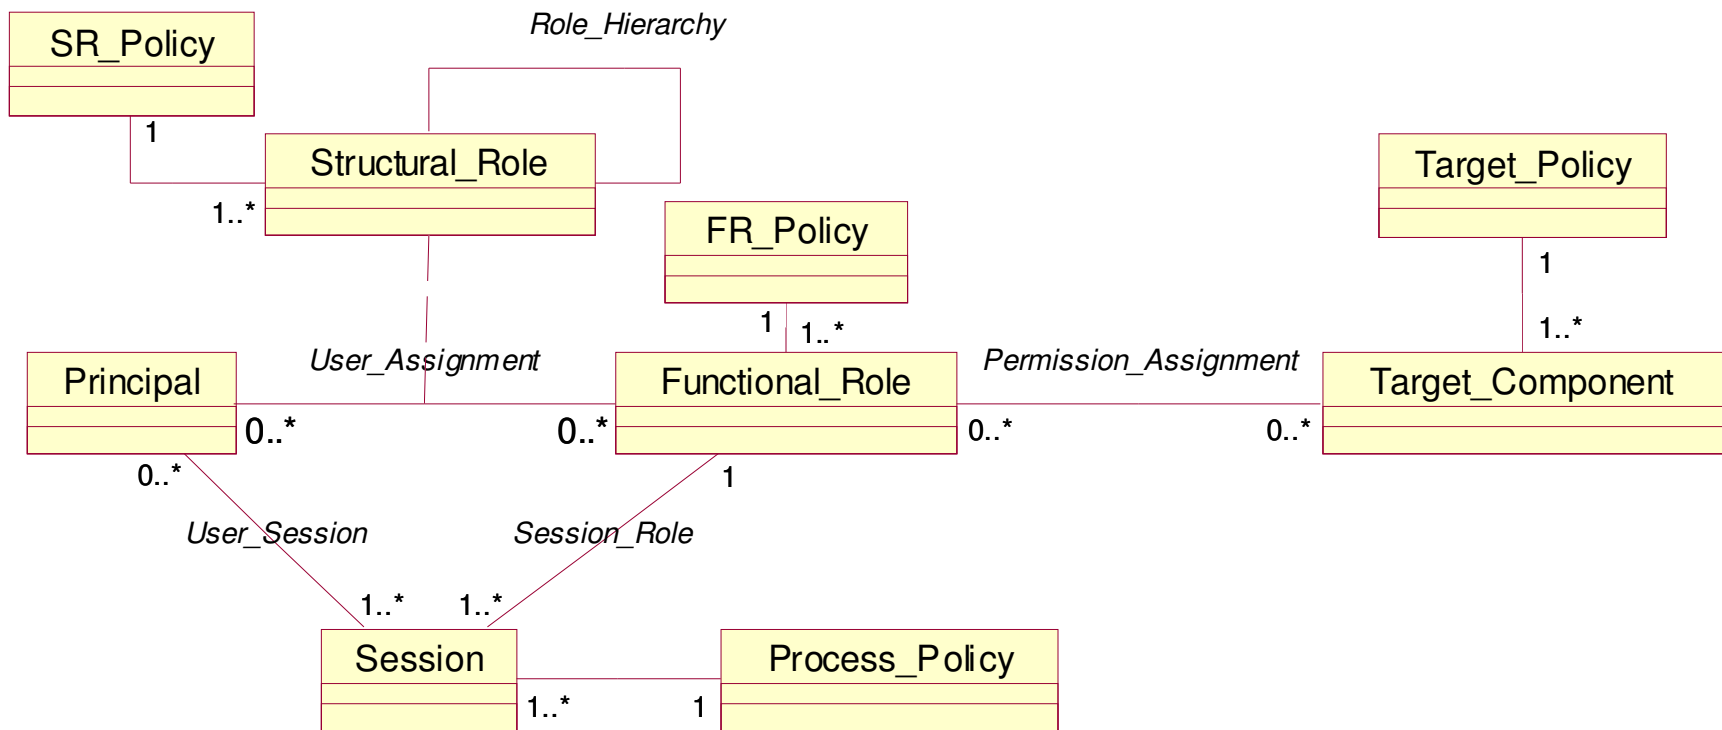 Role_Hierarchy
SR_Policy
1
Structural_Role
1..*
Target_Policy
1
1..*
FR_Policy
1
1..*
User_Assignment
Permission_Assignment
Principal
0..*
0..*
Functional_Role
0..*
0..*
Target_Component
0..*
1
User_Session
Session_Role
1..*
1..*
Session
1..*
1
Process_Policy